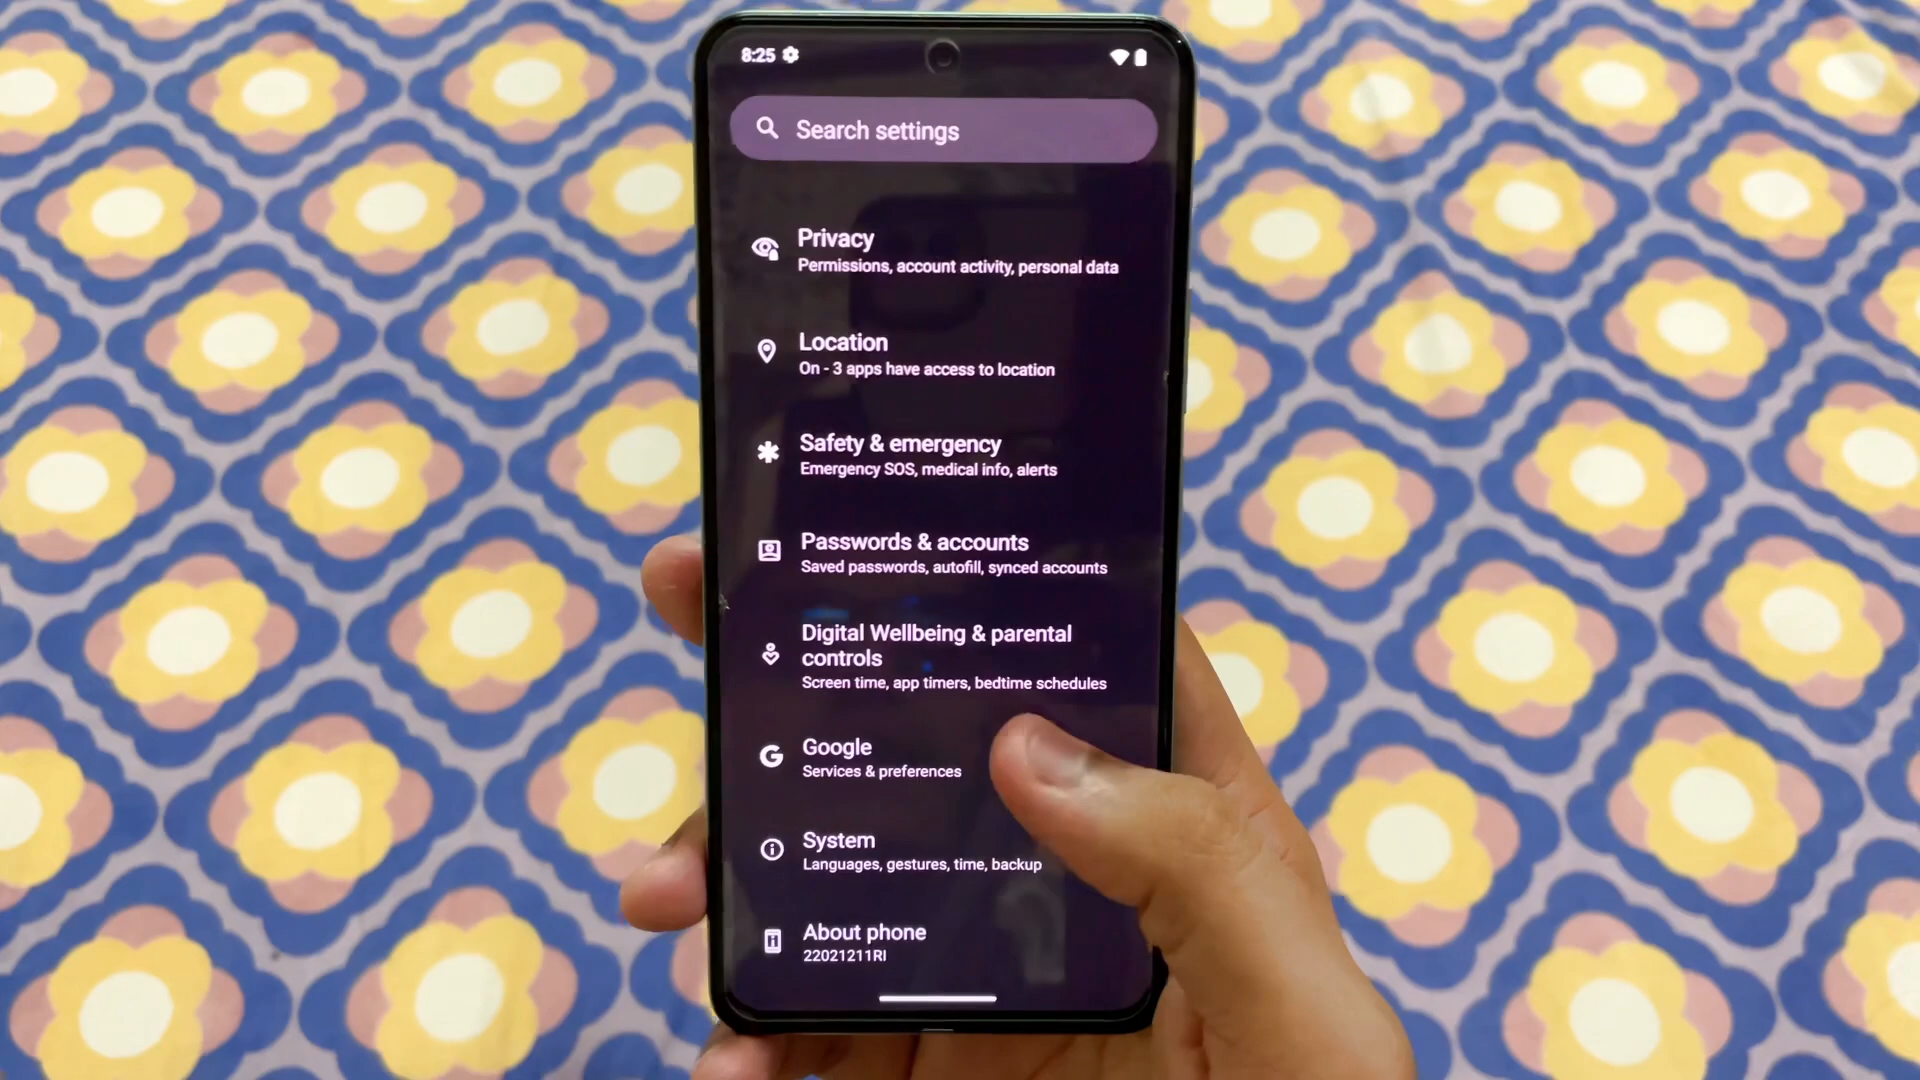 8:25
Search settings
Privacy
Permissions, account activity, personal data
Location
On - 3 apps have access to location
Safety & emergency
Emergency SOS, medical info, alerts
Passwords & accounts
Saved passwords, autofill, synced accounts
Digital Wellbeing & parental
controls
Screen time, app timers, bedtime schedules
Google
Services & preferences
System
Languages, gestures, time, backup
About phone
22021211RI